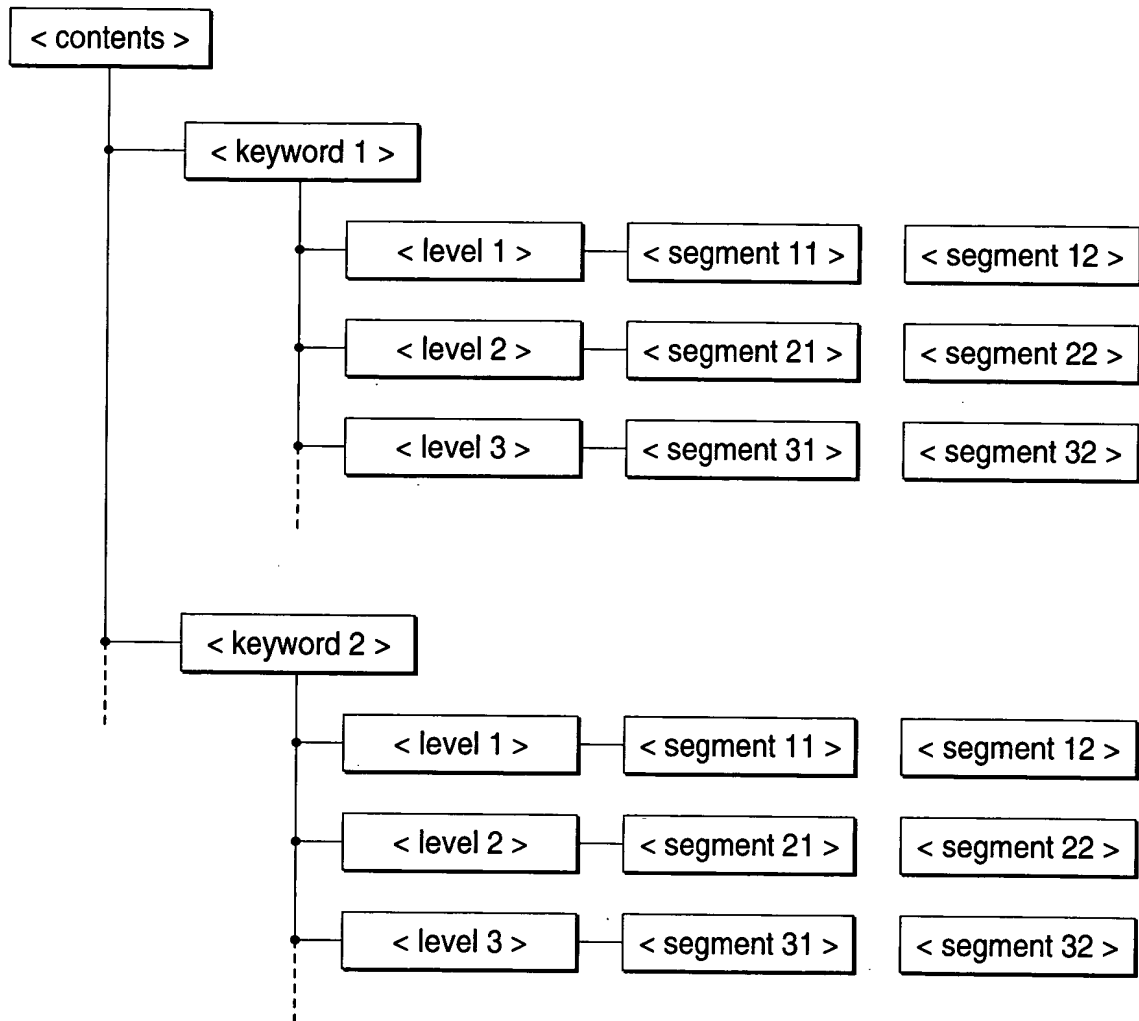 < contents >
< keyword 1 >
< level 1 > < segment 11 > < segment 12 >
< level 2 > < segment 21 > < segment 22 >
< level 3 > < segment 31 > < segment 32 >
< keyword 2 >
< level 1 > < segment 11 > < segment 12 >
< level 2 > < segment 21 > < segment 22 >
< level 3 > < segment 31 > < segment 32 >